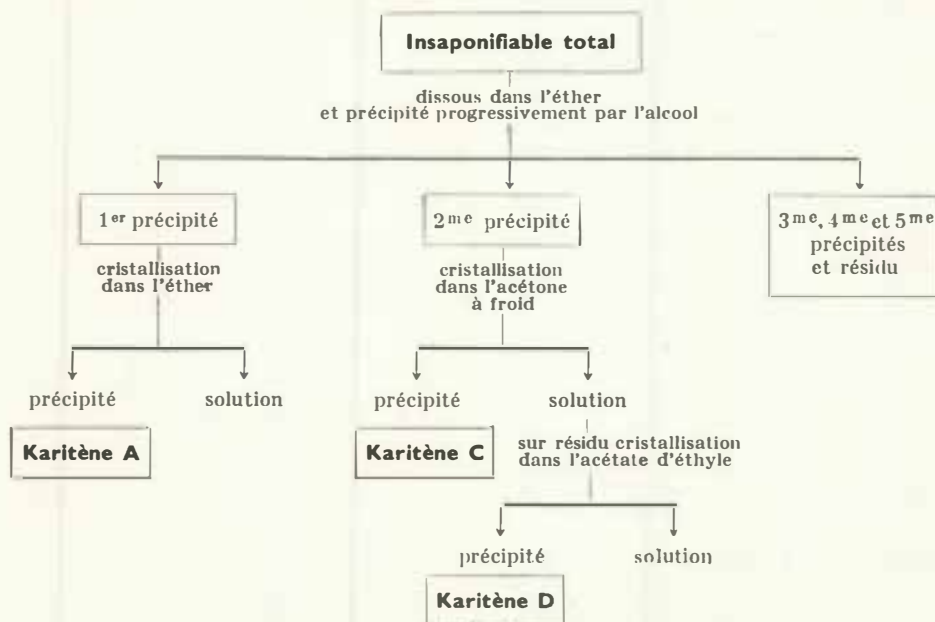 Insaponifiable total
dissous dans l'éther
et précipité progressivement par l'alcool
1er précipité
2me précipité
3me, 4me et 5me
précipités
et résidu
cristallisation
dans l'éther
cristallisation
dans l'acétone
à froid
précipité
solution
précipité
solution
Karitène A
Karitène C
sur résidu cristallisation
dans l'acétate d'éthyle
précipité
solution
Karitène D